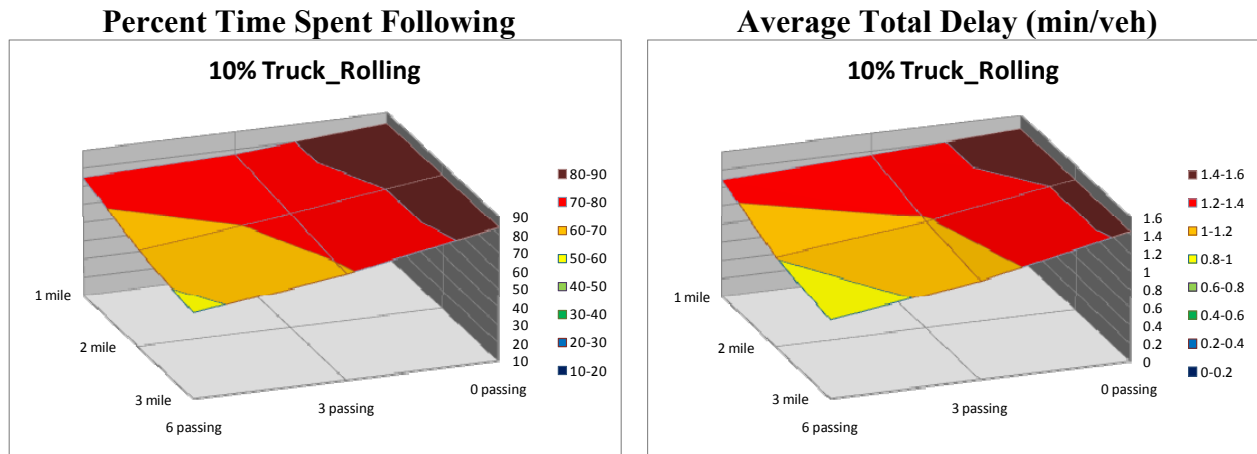 Percent Time Spent Following
10% Truck_Rolling
80-90
70-80
60-70
50-60
40-50
30-40
20-30
10-20
90
80
70
60
50
40
30
20
10
1 mile
2 mile
3 mile
6 passing
3 passing
0 passing
Average Total Delay (min/veh)
10% Truck_Rolling
1.4-1.6
1.2-1.4
1-1.2
0.8-1
0.6-0.8
0.4-0.6
0.2-0.4
0-0.2
1.6
1.4
1.2
1
0.8
0.6
0.4
0.2
0
1 mile
2 mile
3 mile
6 passing
3 passing
0 passing